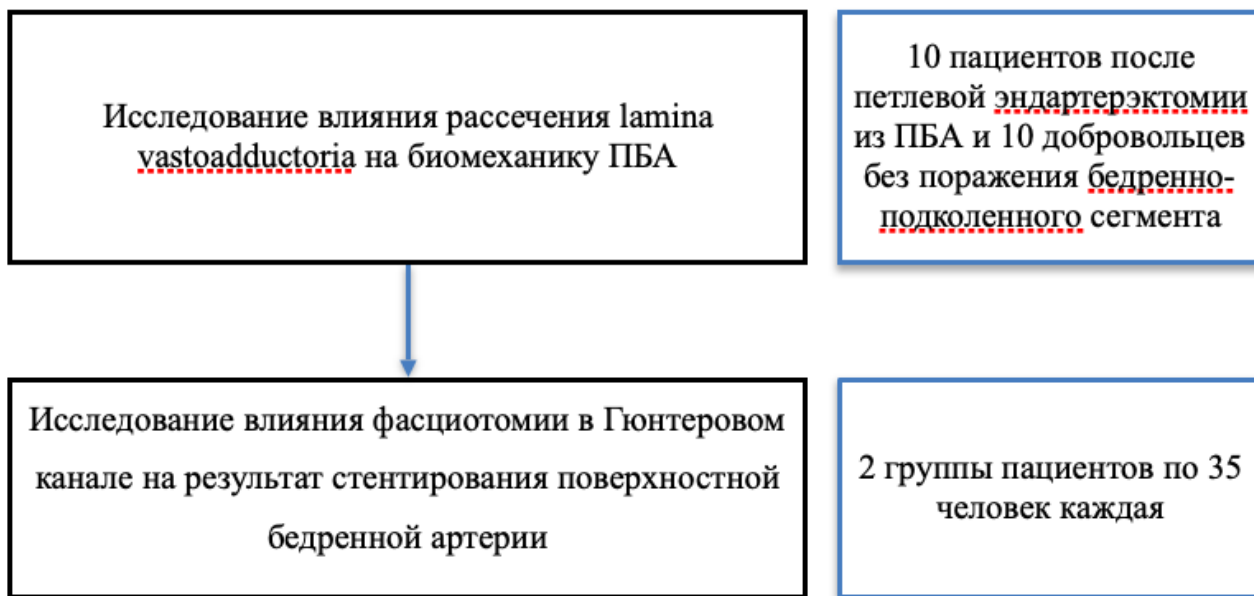 Исследование влияния рассечения lamina
vastoadductoria на биомеханику ПБА
10 пациентов после
петлевой эндартерэктомии
из ПБА и 10 добровольцев
без поражения бедренно-
подколенного сегмента
Исследование влияния фасциотомии в Гюнтеровом
канале на результат стентирования поверхностной
бедренной артерии
2 группы пациентов по 35
человек каждая